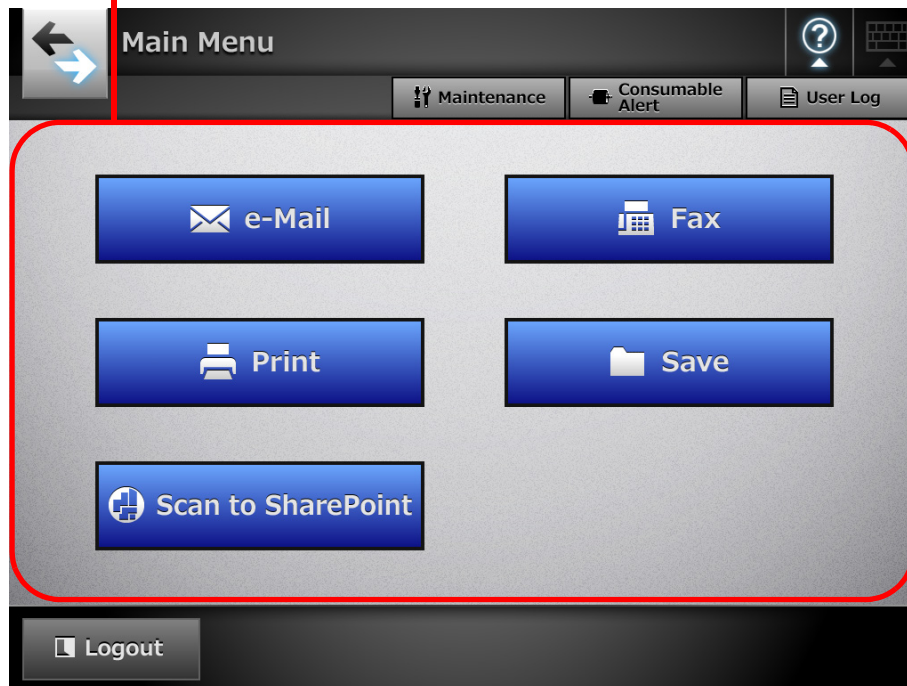 Main Menu
?
Maintenance
Consumable
Alert
User Log
e-Mail
Fax
Print
Save
Scan to SharePoint
Logout